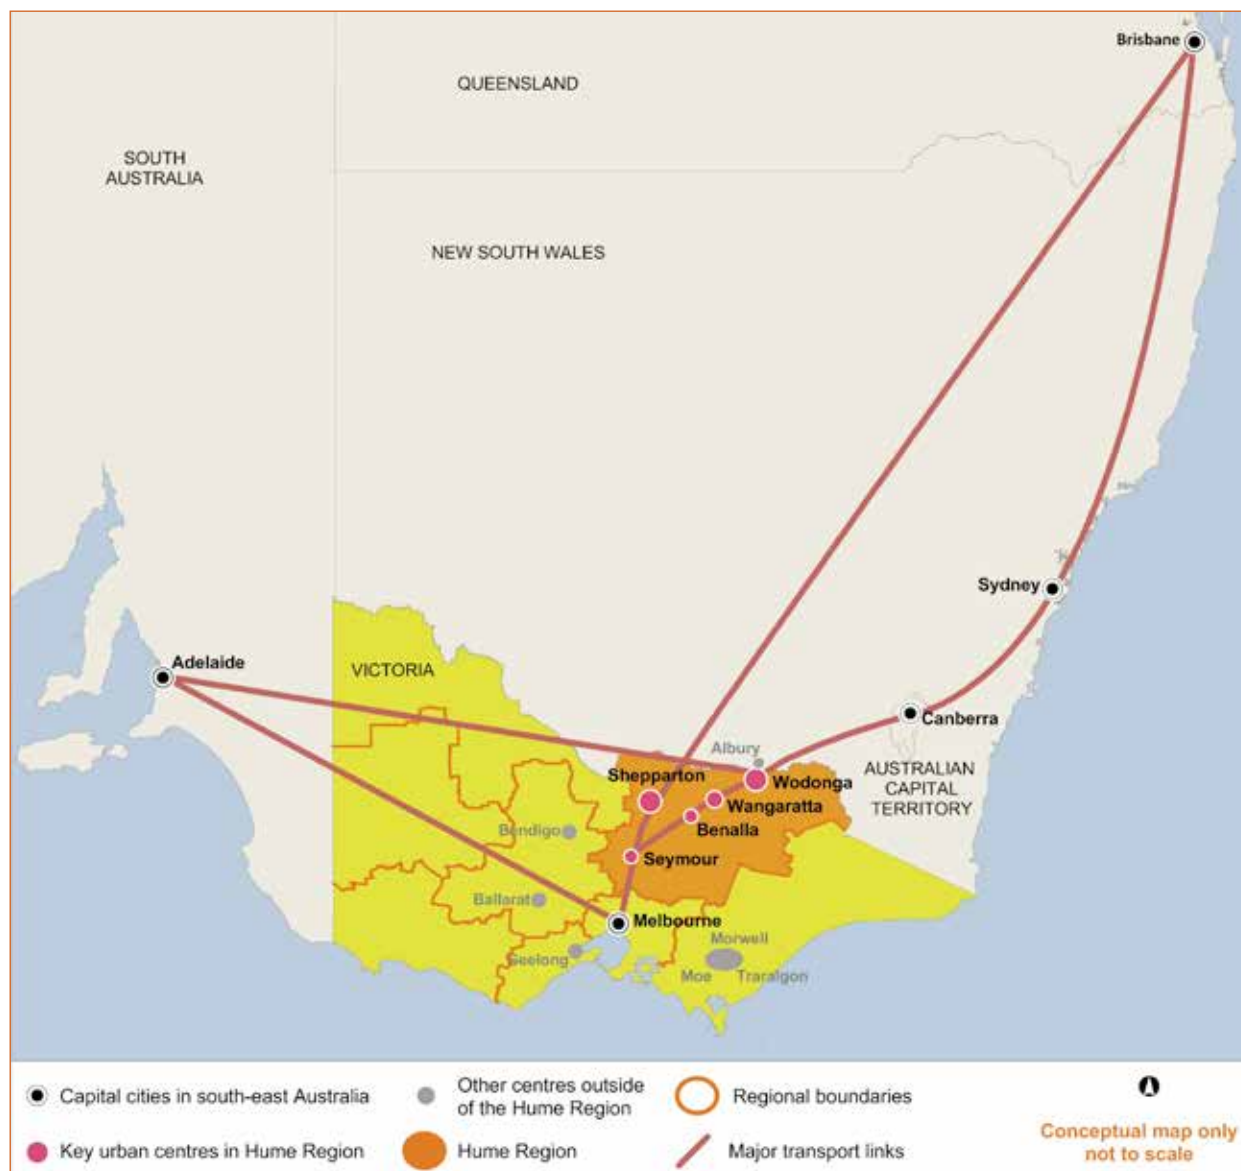 Brisbane
QUEENSLAND
SOUTH
AUSTRALIA
NEW SOUTH WALES
Sydney
Adelaide
VICTORIA
Canberra
Albury
Shepparton
Wodonga
AUSTRALIAN
CAPITAL
TERRITORY
Wangaratta
Bendigo
Benalla
Seymour
Ballarat
Melbourne
Geelong
Morwell
Moe
Traralgon
Capital cities in south-east Australia
Other centres outside
of the Hume Region
Regional boundaries
Key urban centres in Hume Region
Hume Region
Major transport links
Conceptual map only
not to scale